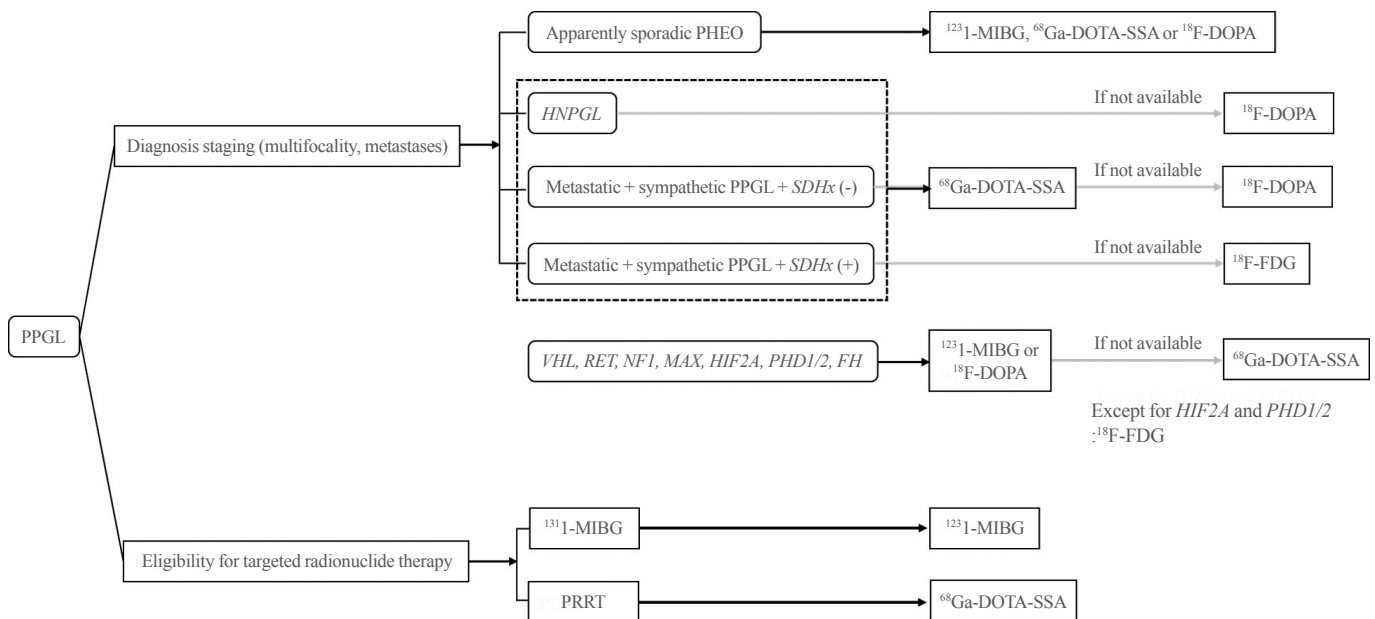 Apparently sporadic PHEO
¹²³1-MIBG, ⁶⁸Ga-DOTA-SSA or ¹⁸F-DOPA
HNPGL
If not available
¹⁸F-DOPA
Diagnosis staging (multifocality, metastases)
Metastatic + sympathetic PPGL + SDHx (-)
⁶⁸Ga-DOTA-SSA
If not available
¹⁸F-DOPA
Metastatic + sympathetic PPGL + SDHx (+)
If not available
¹⁸F-FDG
PPGL
VHL, RET, NF1, MAX, HIF2A, PHD1/2, FH
¹²³1-MIBG or
¹⁸F-DOPA
If not available
⁶⁸Ga-DOTA-SSA
Except for HIF2A and PHD1/2
:¹⁸F-FDG
Eligibility for targeted radionuclide therapy
¹³¹1-MIBG
¹²³1-MIBG
PRRT
⁶⁸Ga-DOTA-SSA